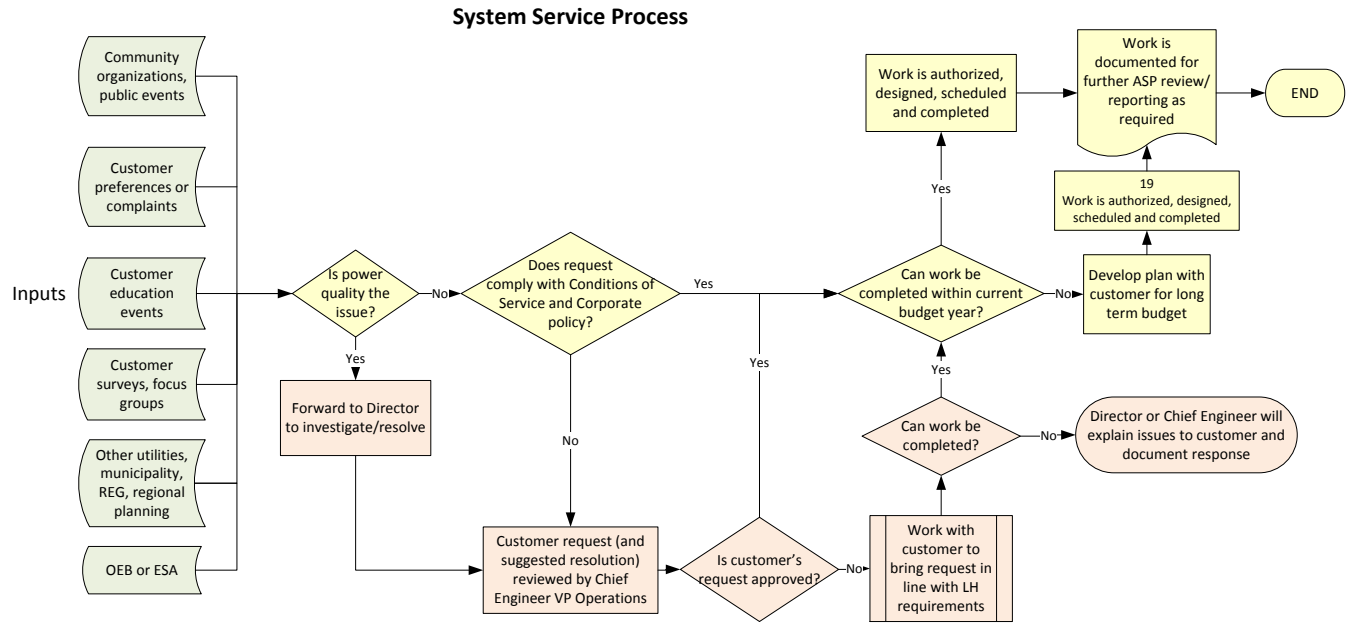 System Service Process
Inputs
Community
organizations,
public events
Customer
preferences or
complaints
Customer
education
events
Customer
surveys, focus
groups
Other utilities,
municipality,
REG, regional
planning
OEB or ESA
Is power
quality the
issue?
No
Yes
Forward to Director
to investigate/resolve
Does request
comply with Conditions of
Service and Corporate
policy?
Yes
No
Customer request (and
suggested resolution)
reviewed by Chief
Engineer VP Operations
Is customer’s
request approved?
Yes
No
Work with
customer to
bring request in
line with LH
requirements
Can work be
completed?
Yes
No
Director or Chief Engineer will
explain issues to customer and
document response
Can work be
completed within current
budget year?
Yes
No
Develop plan with
customer for long
term budget
19
Work is authorized, designed,
scheduled and completed
Work is authorized,
designed, scheduled
and completed
Work is
documented for
further ASP review/
reporting as
required
END